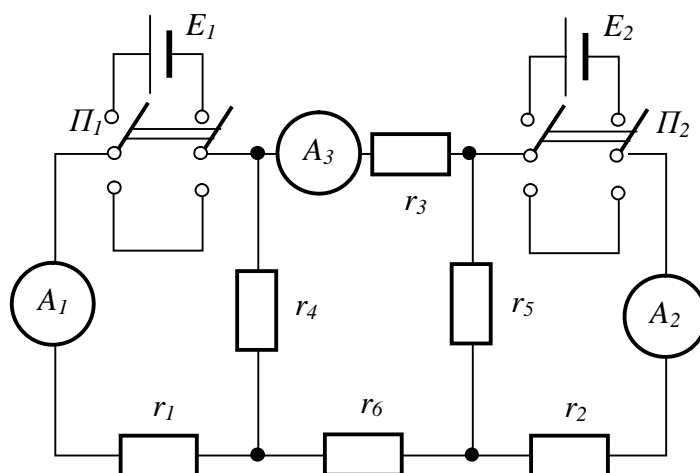 E₁ E₂
П₁ П₂
A₃
r₃
A₁ r₄ r₅ A₂
r₁ r₆ r₂